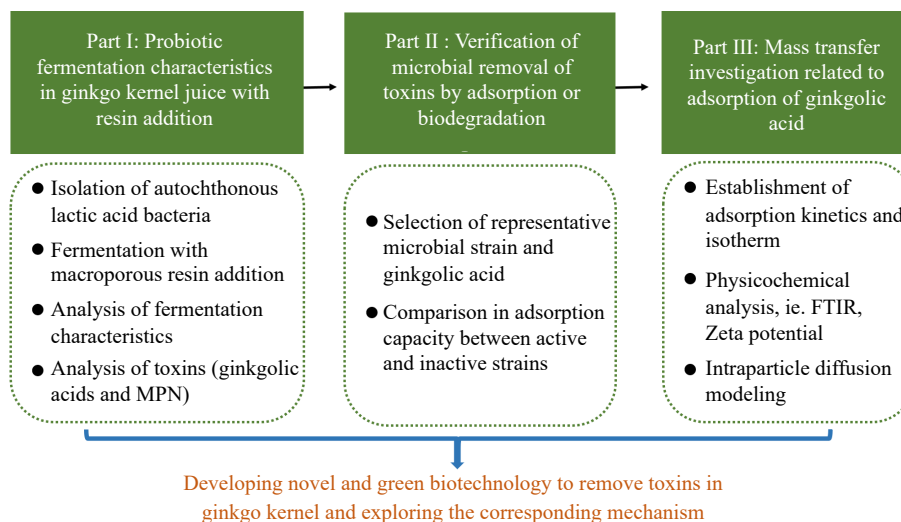 Part I: Probiotic
fermentation characteristics
in ginkgo kernel juice with
resin addition
Part II : Verification of
microbial removal of
toxins by adsorption or
biodegradation
Part III: Mass transfer
investigation related to
adsorption of ginkgolic
acid
● Isolation of autochthonous
lactic acid bacteria
● Fermentation with
macroporous resin addition
● Analysis of fermentation
characteristics
● Analysis of toxins (ginkgolic
acids and MPN)
● Selection of representative
microbial strain and
ginkgolic acid
● Comparison in adsorption
capacity between active
and inactive strains
● Establishment of
adsorption kinetics and
isotherm
● Physicochemical
analysis, ie. FTIR,
Zeta potential
● Intraparticle diffusion
modeling
Developing novel and green biotechnology to remove toxins in
ginkgo kernel and exploring the corresponding mechanism